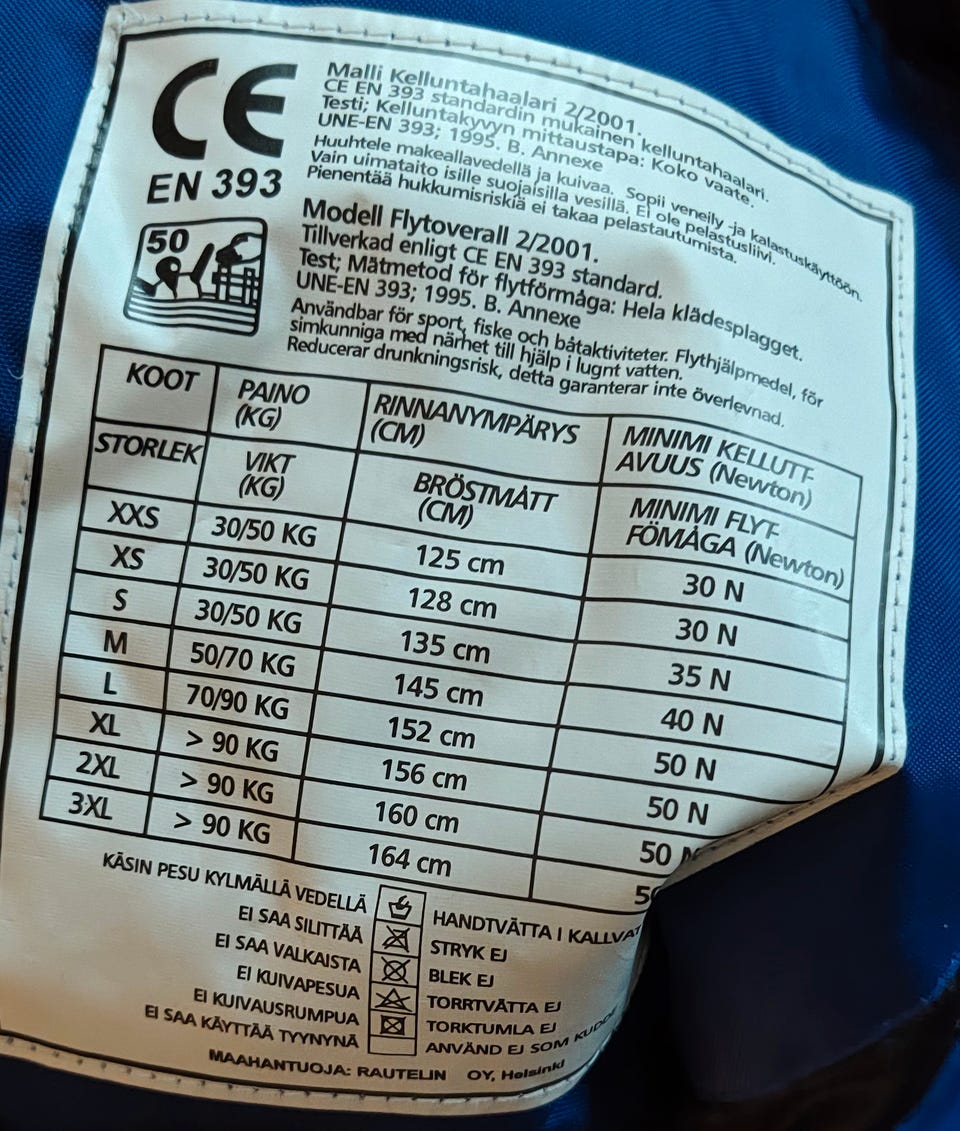 CE
EN 393
50
Malli Kelluntahaalari 2/2001.
CE EN 393 standardin mukainen kelluntahaalari.
Testi; Kelluntakyvyn mittaustapa: Koko vaate.
UNE-EN 393; 1995. B. Annexe
Huuhtele makeallavedellä ja kuivaa. Sopii veneily -ja kalastuskäyttöön.
Vain uimataito isille suojaisilla vesillä. Ei ole pelastusliivi.
Pienentää hukkumisriskiä ei takaa pelastautumista.
Modell Flytoverall 2/2001.
Tillverkad enligt CE EN 393 standard.
Test; Mätmetod för flytförmåga: Hela klädesplagget.
UNE-EN 393; 1995. B. Annexe
Användbar för sport, fiske och båtaktiviteter. Flythjälpmedel, för
simkunniga med närhet till hjälp i lugnt vatten.
Reducerar drunkningsrisk, detta garanterar inte överlevnad.
KOOT PAINO (KG) RINNANYMPÄRYS (CM) MINIMI KELLUTT-AVUUS (Newton)
STORLEK VIKT (KG) BRÖSTMÅTT (CM) MINIMI FLYT-FÖMÅGA (Newton)
XXS 30/50 KG 125 cm 30 N
XS 30/50 KG 128 cm 30 N
S 30/50 KG 135 cm 35 N
M 50/70 KG 145 cm 40 N
L 70/90 KG 152 cm 50 N
XL > 90 KG 156 cm 50 N
2XL > 90 KG 160 cm 50 N
3XL > 90 KG 164 cm
KÄSIN PESU KYLMÄLLÄ VEDELLÄ HANDTVÄTTA I
EI SAA SILITTÄÄ STRYK EJ
EI SAA VALKAISTA BLEK EJ
EI KUIVAPESUA TORRTVÄTTA EJ
EI KUIVAUSRUMPUA TORKTUMLA EJ
EI SAA KÄYTTÄÄ TYYNYNÄ ANVÄND EJ SOM
MAAHANTUOJA: RAUTELIN OY, Helsinki